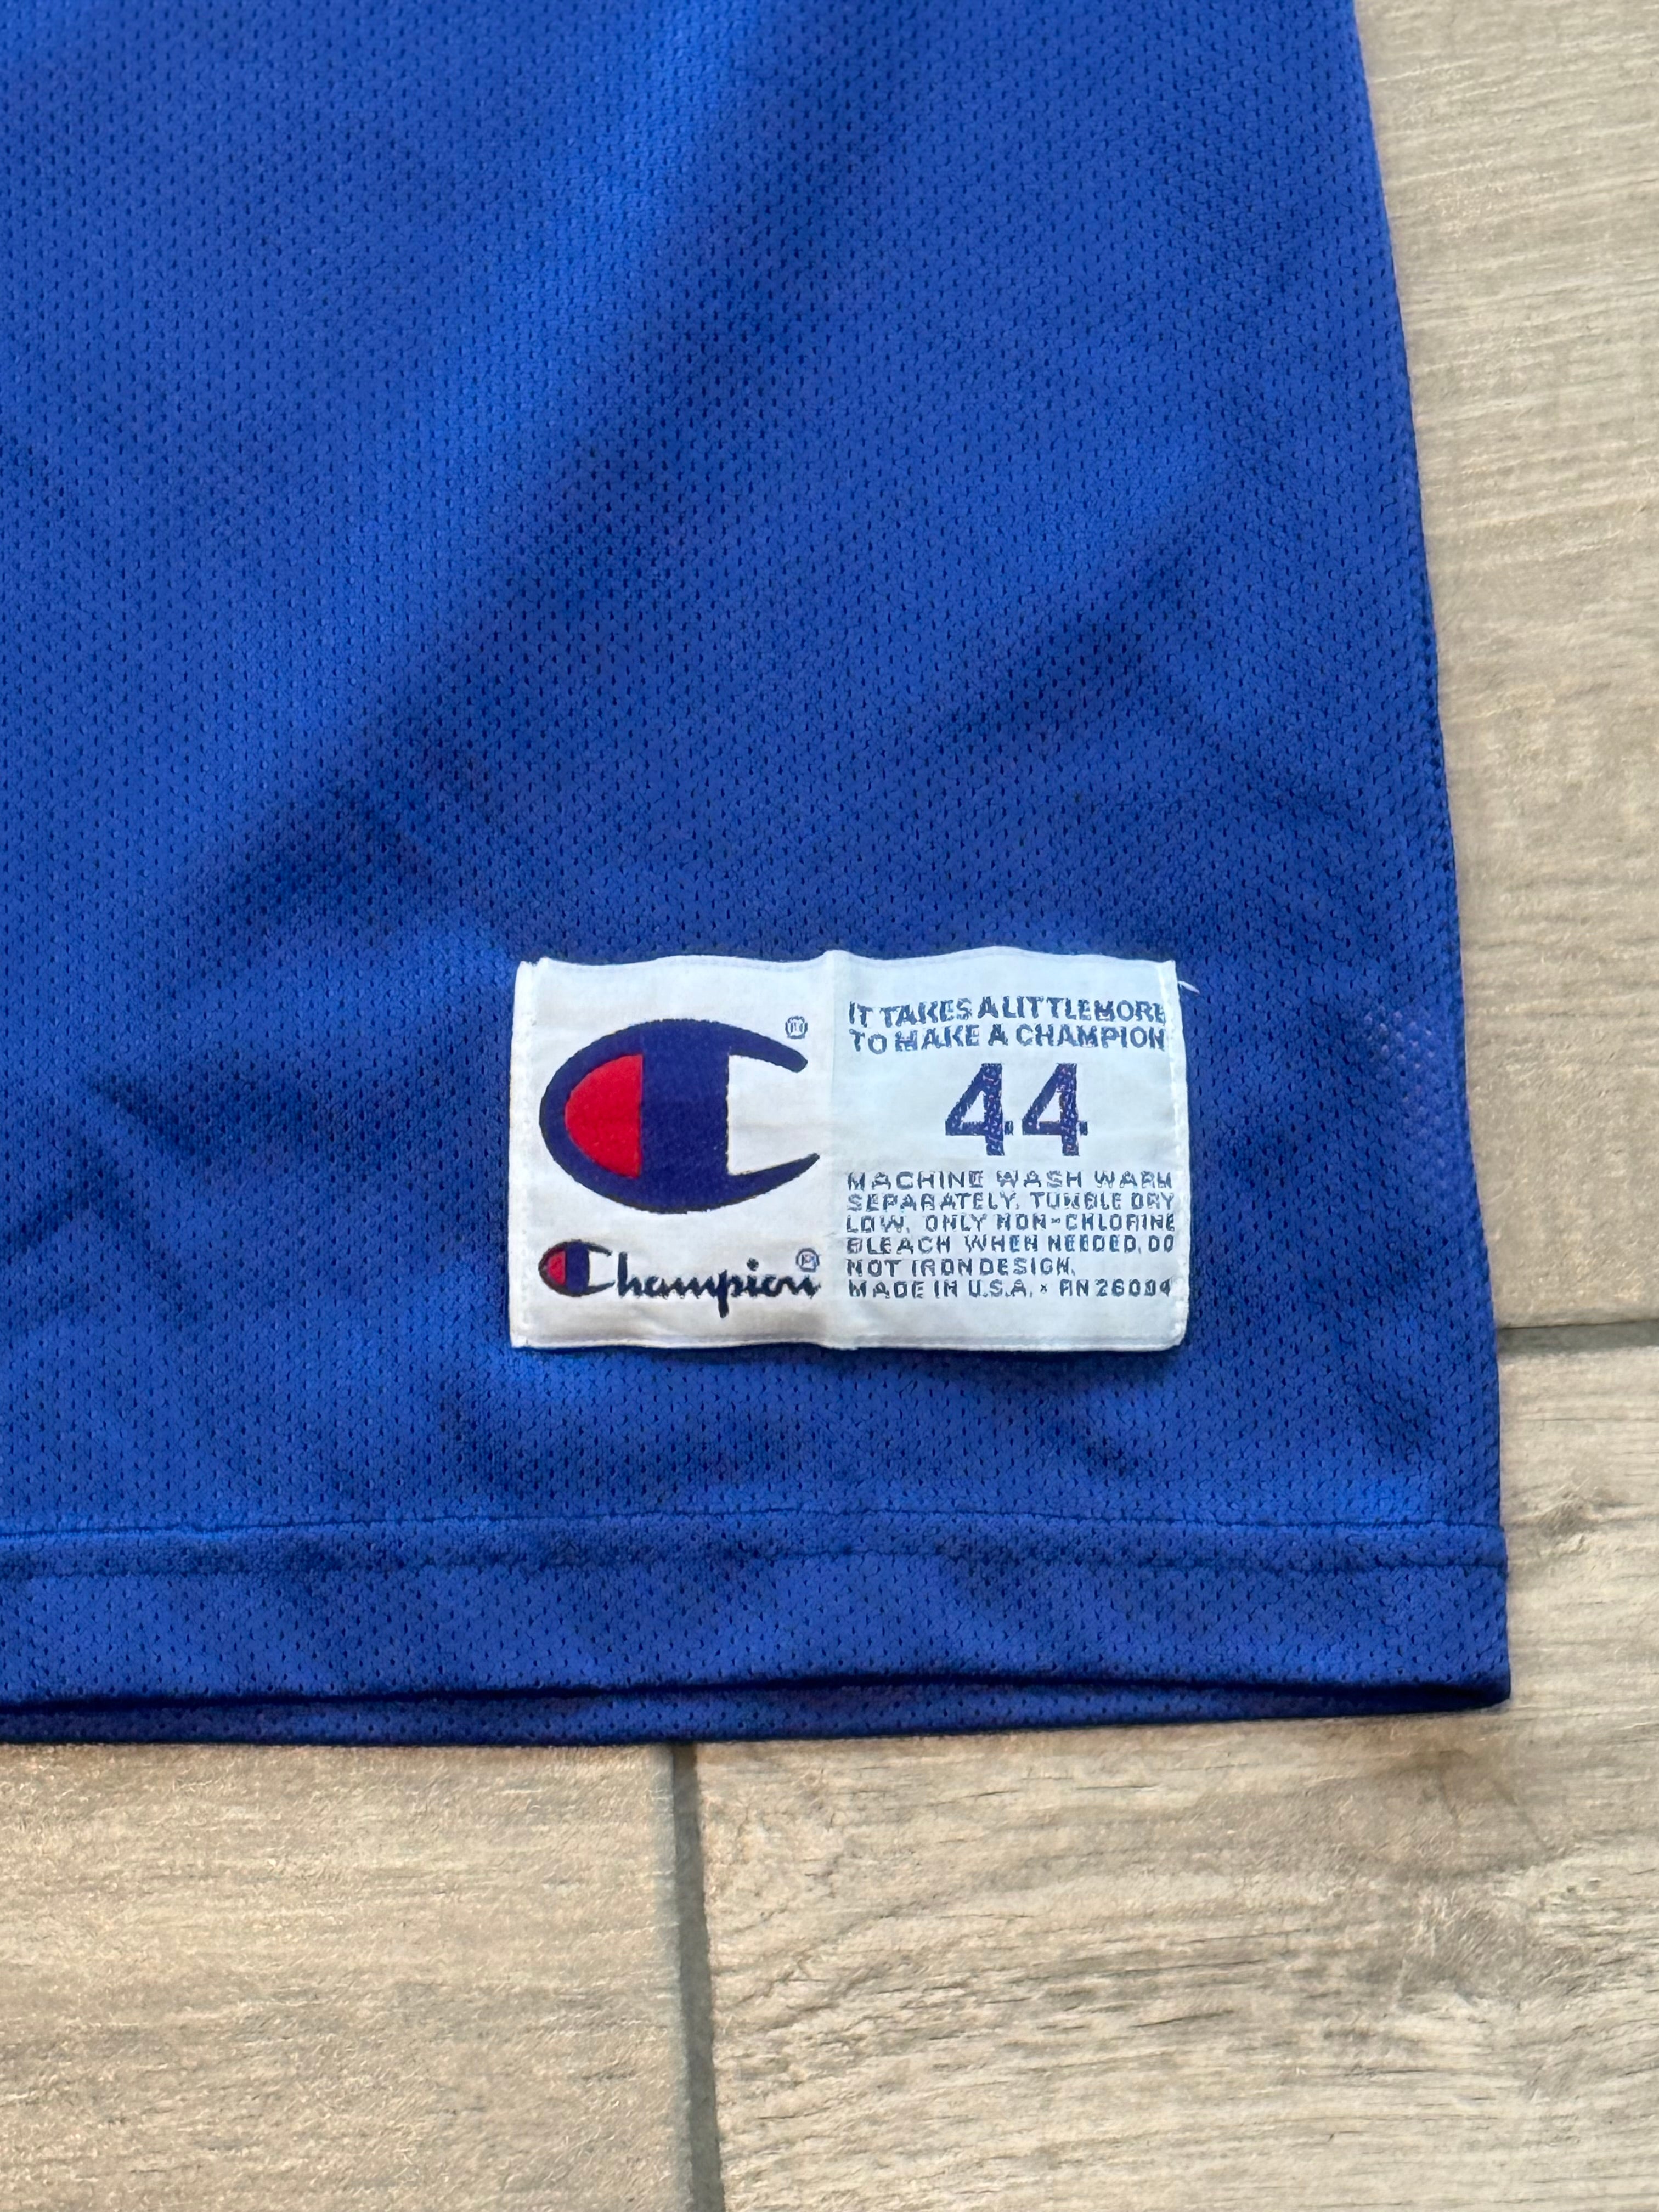 ®
IT TAKES A LITTLE MORE
TO MAKE A CHAMPION
44
MACHINE WASH WARM
SEPARATELY. TUMBLE DRY
LOW. ONLY NON-CHLORINE
BLEACH WHEN NEEDED. DO
NOT IRON DESIGN.
MADE IN U.S.A. * RN 26094
Champion®